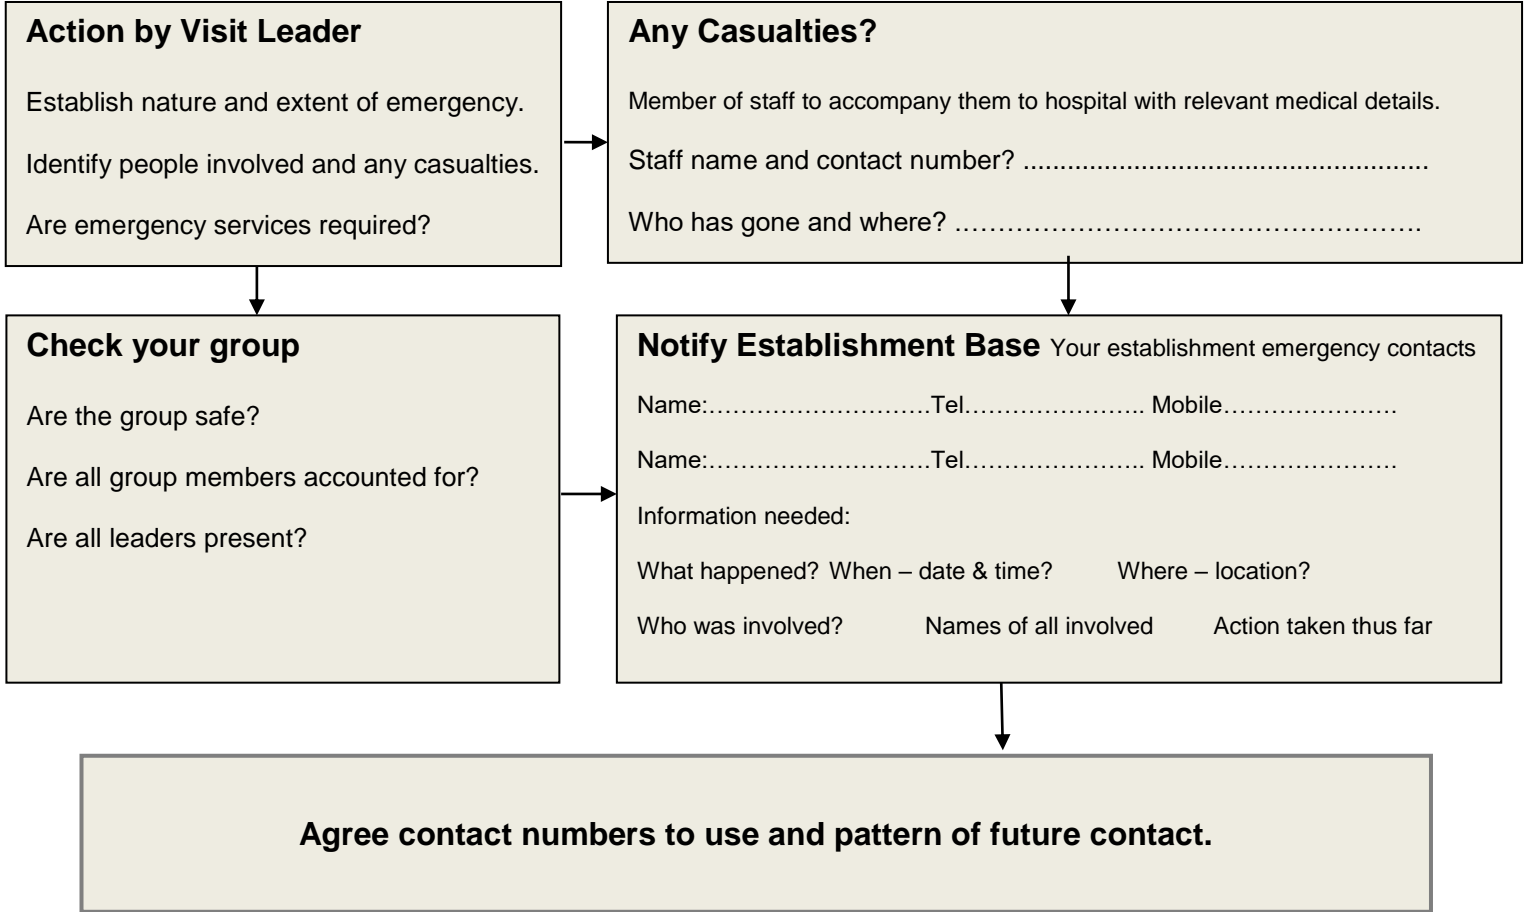 Action by Visit Leader
Establish nature and extent of emergency.
Identify people involved and any casualties.
Are emergency services required?
Any Casualties?
Member of staff to accompany them to hospital with relevant medical details.
Staff name and contact number? ........................................................
Who has gone and where? ………………………………………………
Check your group
Are the group safe?
Are all group members accounted for?
Are all leaders present?
Notify Establishment Base Your establishment emergency contacts
Name:……………………….Tel………………….. Mobile………………….
Name:……………………….Tel………………….. Mobile………………….
Information needed:
What happened? When – date & time? Where – location?
Who was involved? Names of all involved Action taken thus far
Agree contact numbers to use and pattern of future contact.